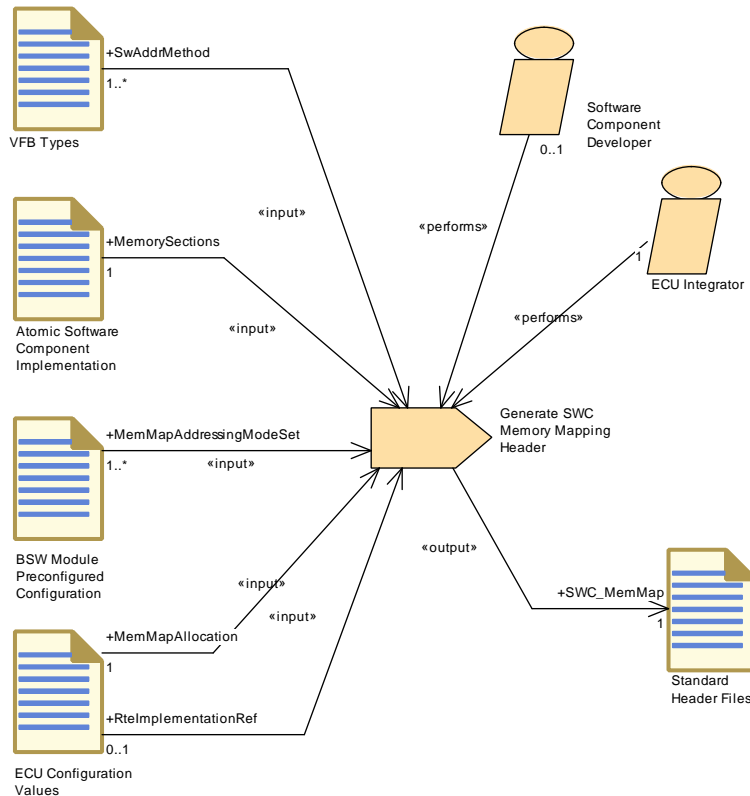 +SwAddrMethod
1..*
VFB Types
«input»
Software
Component
Developer
0..1
«performs»
+MemorySections
1
Atomic Software
Component
Implementation
«input»
1
ECU Integrator
«performs»
+MemMapAddressingModeSet
1..*
«input»
BSW Module
Preconfigured
Configuration
Generate SWC
Memory Mapping
Header
«output»
+MemMapAllocation
1
«input»
+RteImplementationRef
0..1
«input»
ECU Configuration
Values
+SWC_MemMap
1
Standard
Header Files